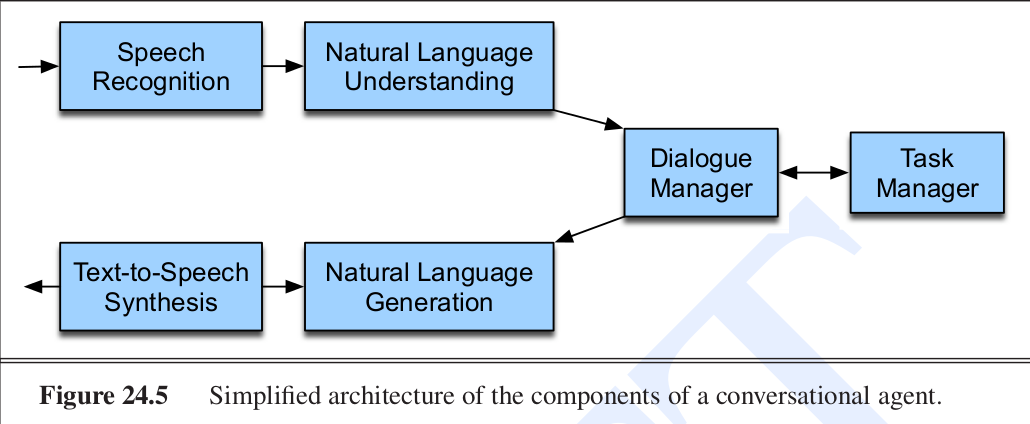 Speech
Recognition
Natural Language
Understanding
Dialogue
Manager
Task
Manager
Text-to-Speech
Synthesis
Natural Language
Generation
Figure 24.5 Simplified architecture of the components of a conversational agent.